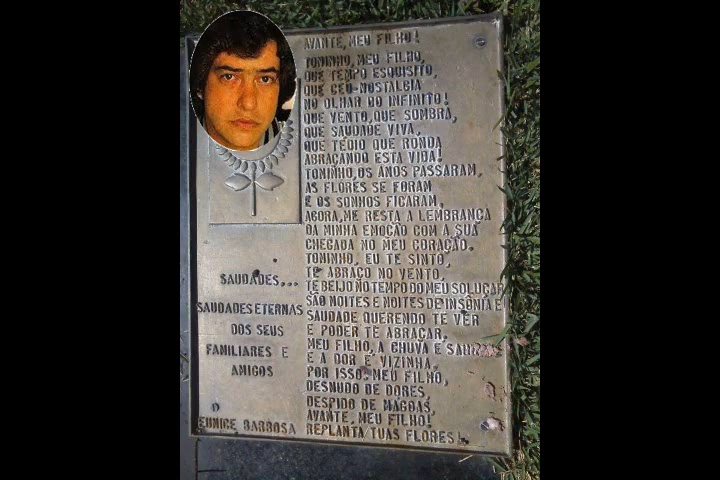 AVANTE, MEU FILHO!
TONINHO, MEU FILHO,
QUE TEMPO ESQUISITO,
QUE CÉU-NOSTALGIA
NO OLHAR DO INFINITO!
QUE VENTO, QUE SOMBRA,
QUE SAUDADE VIVA,
QUE TÉDIO QUE RONDA
ABRAÇANDO ESTA VIDA!
TONINHO, OS ANOS PASSARAM,
AS FLORES SE FORAM
E OS SONHOS FICARAM,
AGORA, ME RESTA A LEMBRANÇA
DA MINHA EMOÇÃO COM A SUA
CHEGADA NO MEU CORAÇÃO.
TONINHO, EU TE SINTO,
TE ABRAÇO NO VENTO,
TE BEIJO NO TEMPO DO MEU SOLUÇAR
SÃO NOITES E NOITES DE INSÔNIA E
SAUDADE QUERENDO TE VER
E PODER TE ABRAÇAR,
MEU FILHO, A CHUVA É
E A DOR É VIZINHA,
POR ISSO, MEU FILHO,
DESNUDO DE DORES,
DESPIDO DE MÁGOAS,
AVANTE, MEU FILHO!
REPLANTA TUAS FLORES!
SAUDADES...
SAUDADES ETERNAS
DOS SEUS
FAMILIARES E
AMIGOS
EUNICE BARBOSA